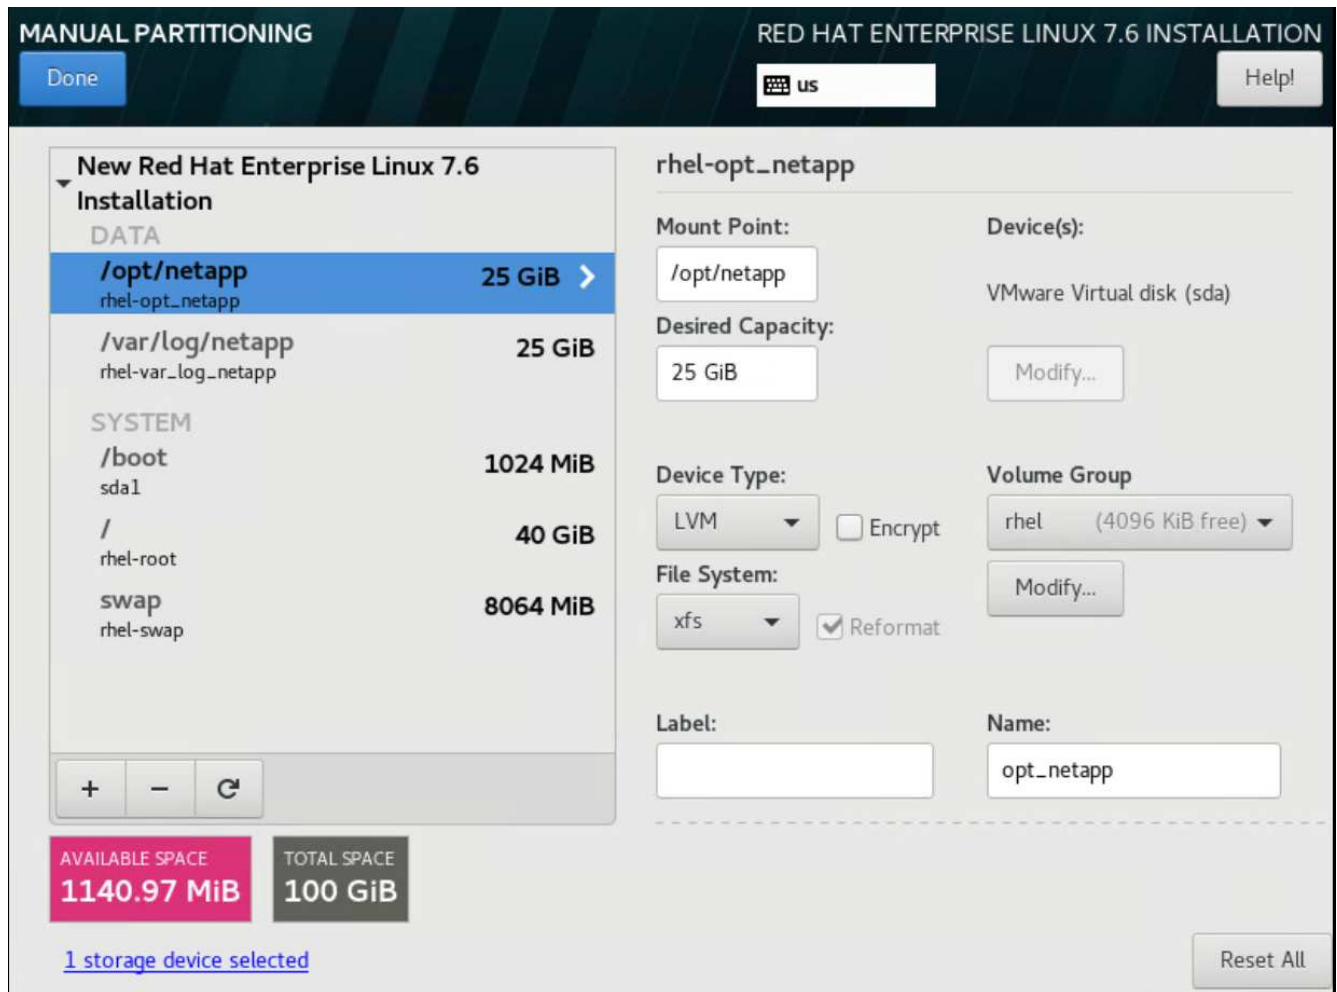 MANUAL PARTITIONING
RED HAT ENTERPRISE LINUX 7.6 INSTALLATION
Done
us
Help!
New Red Hat Enterprise Linux 7.6
Installation
DATA
/opt/netapp
25 GiB
rhel-opt_netapp
/var/log/netapp
25 GiB
rhel-var_log_netapp
SYSTEM
/boot
1024 MiB
sda1
/
40 GiB
rhel-root
swap
8064 MiB
rhel-swap
+ − 
AVAILABLE SPACE
1140.97 MiB
TOTAL SPACE
100 GiB
1 storage device selected
rhel-opt_netapp
Mount Point:
/opt/netapp
Desired Capacity:
25 GiB
Device(s):
VMware Virtual disk (sda)
Modify...
Device Type:
LVM
Encrypt
Volume Group
rhel (4096 KiB free)
Modify...
File System:
xfs
Reformat
Label:
Name:
opt_netapp
Reset All